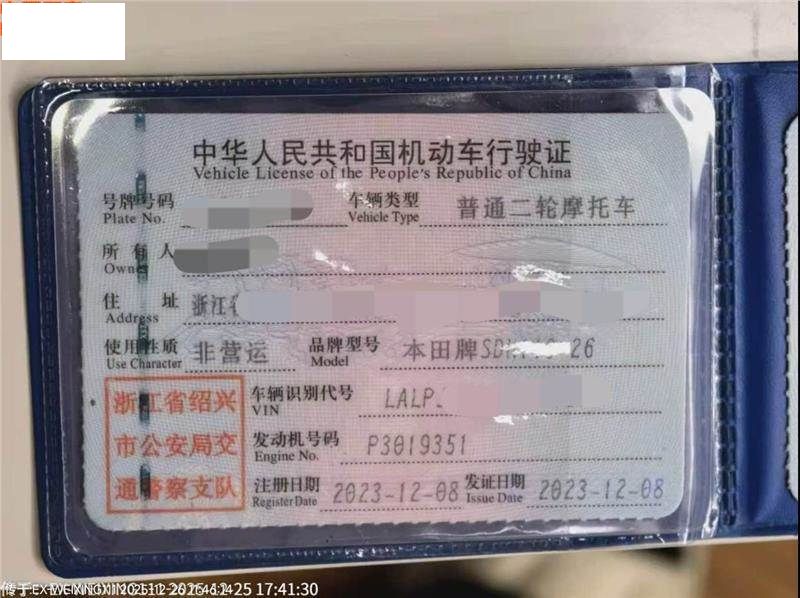 中华人民共和国机动车行驶证
Vehicle License of the People's Republic of China
号牌号码
Plate No.
车辆类型 普通二轮摩托车
Vehicle Type
所有人
Owner
住址 浙江省
Address
使用性质 非营运
Use Character
品牌型号 本田牌
Model
车辆识别代号 LALP
VIN
发动机号码 P3019351
Engine No.
注册日期 2023-12-08
Register Date
发证日期 2023-12-08
Issue Date
浙江省绍兴
市公安局交
通警察支队
17:41:30